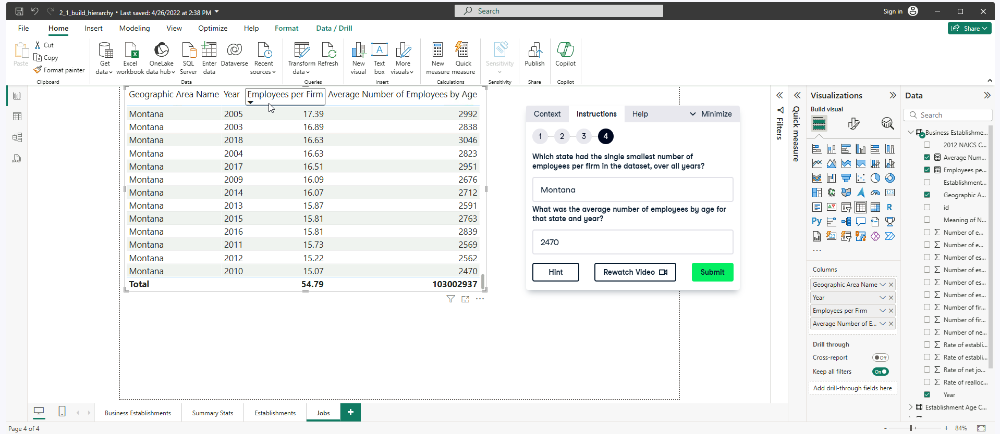 2_1_build_hierarchy • Last saved: 4/26/2022 at 2:38 PM
Search
Sign in
File Home Insert Modeling View Optimize Help Format Data / Drill
Share
Paste
Cut
Copy
Format painter
Clipboard
Get data
Excel workbook
OneLake data hub
SQL Server
Enter data
Dataverse
Recent sources
Data
Transform data
Refresh
Queries
New visual
Text box
More visuals
Insert
New measure
Quick measure
Calculations
Sensitivity
Sensitivity
Publish
Share
Copilot
Copilot
Geographic Area Name Year Employees per Firm Average Number of Employees by Age
Montana 2005 17.39 2992
Montana 2003 16.89 2838
Montana 2018 16.63 3046
Montana 2004 16.63 2823
Montana 2017 16.51 2951
Montana 2009 16.09 2676
Montana 2014 16.07 2712
Montana 2013 15.87 2591
Montana 2015 15.81 2763
Montana 2016 15.81 2839
Montana 2011 15.73 2569
Montana 2012 15.22 2562
Montana 2010 15.07 2470
Total 54.79 103002937
Context Instructions Help Minimize
1 2 3 4
Which state had the single smallest number of
employees per firm in the dataset, over all years?
Montana
What was the average number of employees by age for
that state and year?
2470
Hint Rewatch Video Submit
Filters
Quick measure
Visualizations
Build visual
123
R
Py
123
...
Columns
Geographic Area Name
Year
Employees per Firm
Average Number of E...
Drill through
Cross-report Off
Keep all filters On
Add drill-through fields here
Data
Search
Business Establishme...
2012 NAICS C...
Average Num...
Employees pe...
Establishment...
Geographic A...
id
Meaning of N...
Number of e...
Number of e...
Number of es...
Number of es...
Number of es...
Number of es...
Number of fir...
Number of fir...
Number of ne...
Rate of establi...
Rate of establi...
Rate of net jo...
Rate of realloc...
Year
Establishment Age C...
DAX
Business Establishments Summary Stats Establishments Jobs +
Page 4 of 4
- + 84%